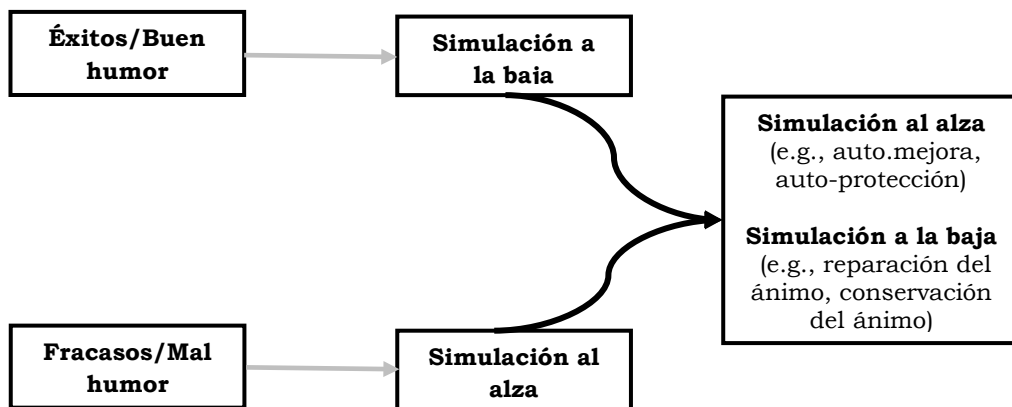 Éxitos/Buen
humor
Simulación a
la baja
Simulación al alza
(e.g., auto.mejora,
auto-protección)
Simulación a la baja
(e.g., reparación del
ánimo, conservación
del ánimo)
Fracasos/Mal
humor
Simulación al
alza